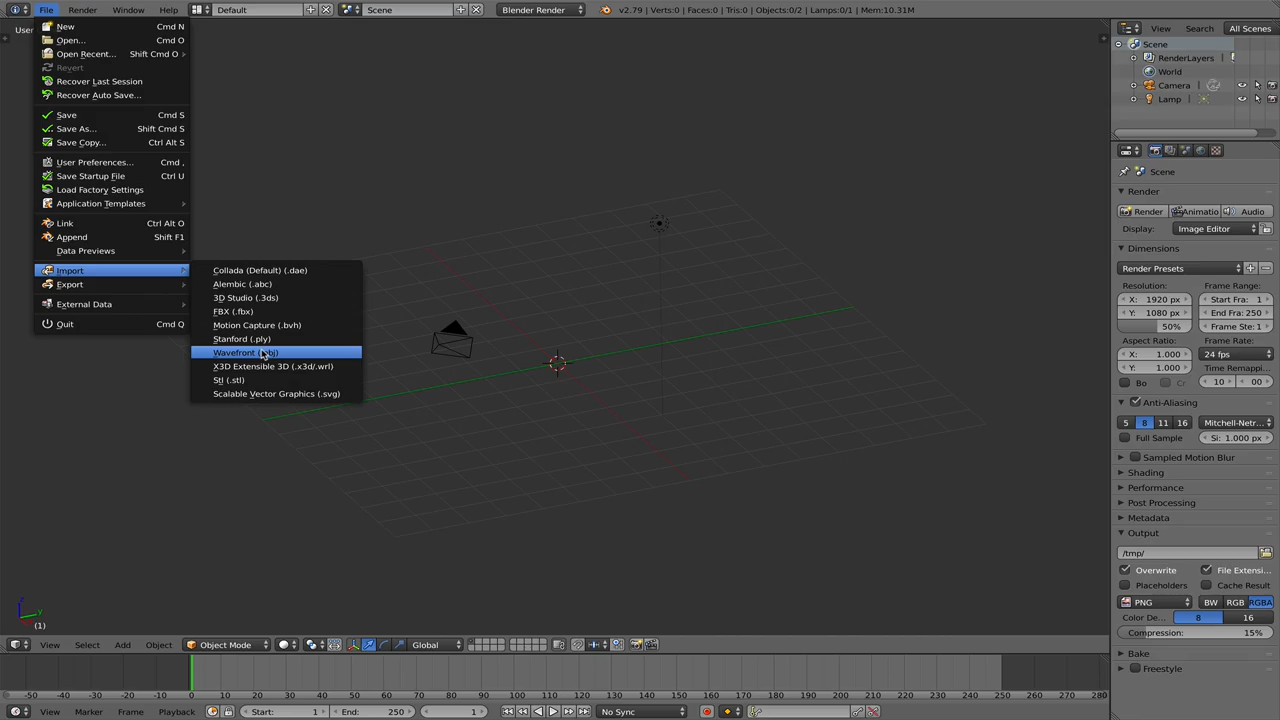 File Render Window Help Default Scene Blender Render v2.79 | Verts:0 | Faces:0 | Tris:0 | Objects:0/2 | Lamps:0/1 | Mem:10.31M
New Cmd N
Open... Cmd O
Open Recent... Shift Cmd O
Revert
Recover Last Session
Recover Auto Save...
Save Cmd S
Save As... Shift Cmd S
Save Copy... Ctrl Alt S
User Preferences... Cmd ,
Save Startup File Ctrl U
Load Factory Settings
Application Templates
Link Ctrl Alt O
Append Shift F1
Data Previews
Import
Export
External Data
Quit Cmd Q
Collada (Default) (.dae)
Alembic (.abc)
3D Studio (.3ds)
FBX (.fbx)
Motion Capture (.bvh)
Stanford (.ply)
Wavefront (.obj)
X3D Extensible 3D (.x3d/.wrl)
Stl (.stl)
Scalable Vector Graphics (.svg)
User
z
y
(1)
View Select Add Object Object Mode Global
-50 -40 -30 -20 -10 0 10 20 30 40 50 60 70 80 90 100 110 120 130 140 150 160 170 180 190 200 210 220 230 240 250 260 270 280
View Marker Frame Playback Start: 1 End: 250 1 No Sync
View Search All Scenes
Scene
RenderLayers
World
Camera
Lamp
Scene
Render
Render Animatio Audio
Display: Image Editor
Dimensions
Render Presets
Resolution: Frame Range:
X: 1920 px Start Fra: 1
Y: 1080 px End Fra: 250
50% Frame Ste: 1
Aspect Ratio: Frame Rate:
X: 1.000 24 fps
Y: 1.000 Time Remappi...
Bo Cr 10 00
Anti-Aliasing
5 8 11 16 Mitchell-Netr...
Full Sample Si: 1.000 px
Sampled Motion Blur
Shading
Performance
Post Processing
Metadata
Output
/tmp/
Overwrite File Extensi...
Placeholders Cache Result
PNG BW RGB RGBA
Color De... 8 16
Compression: 15%
Bake
Freestyle